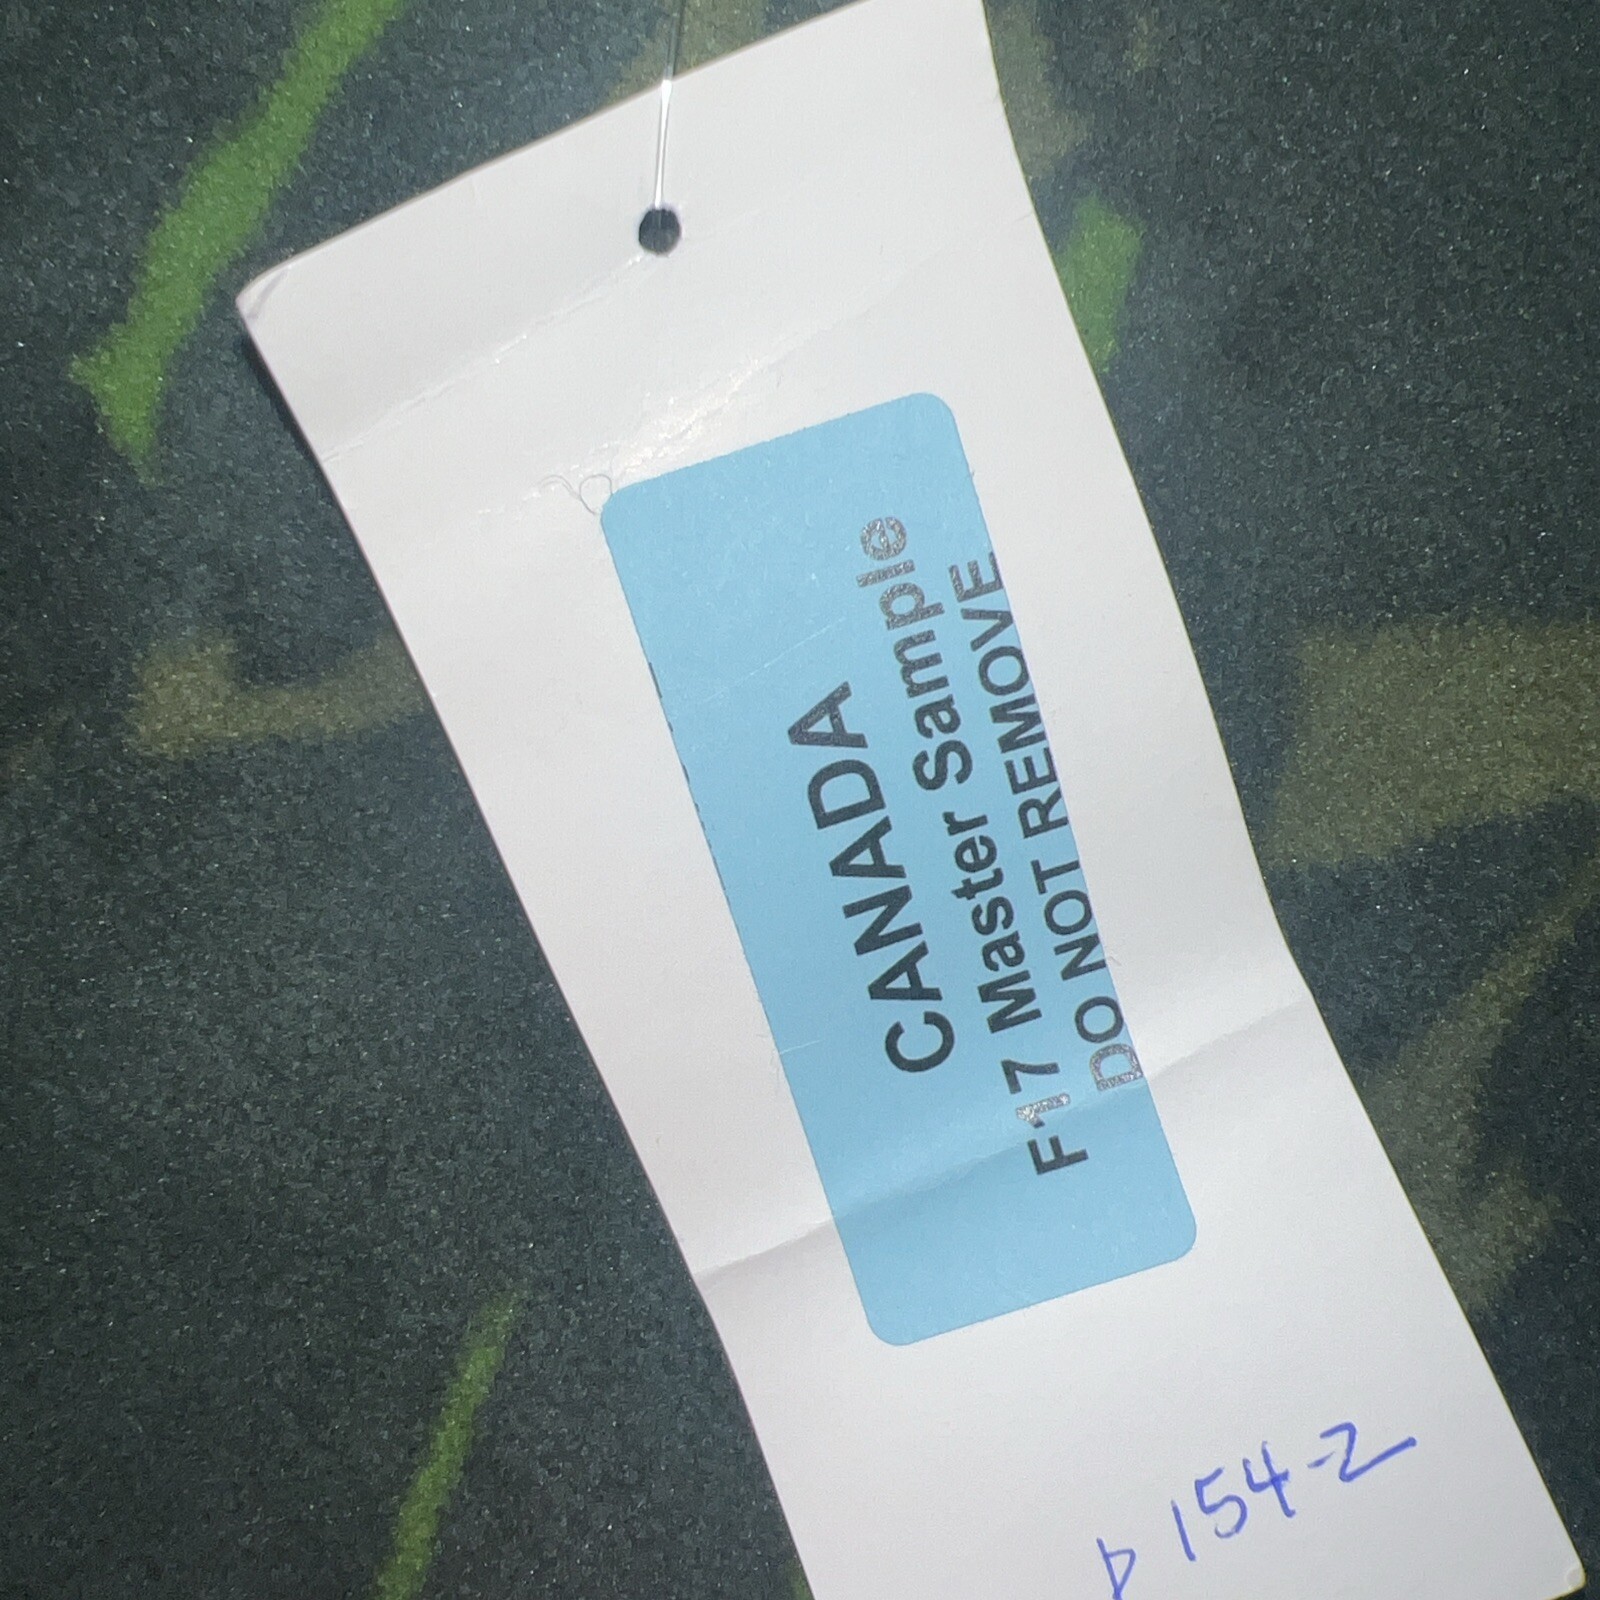 CANADA
F17 Master Sample
DO NOT REMOVE
p 154-2